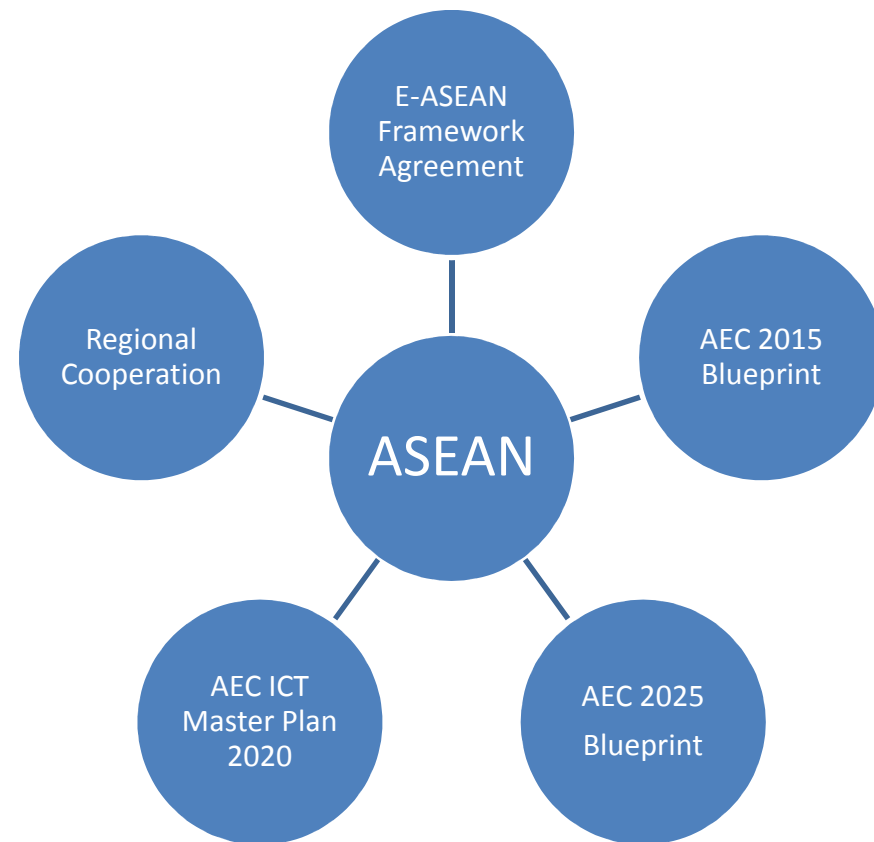 E-ASEAN
Framework
Agreement
Regional
Cooperation
AEC 2015
Blueprint
ASEAN
AEC ICT
Master Plan
2020
AEC 2025
Blueprint